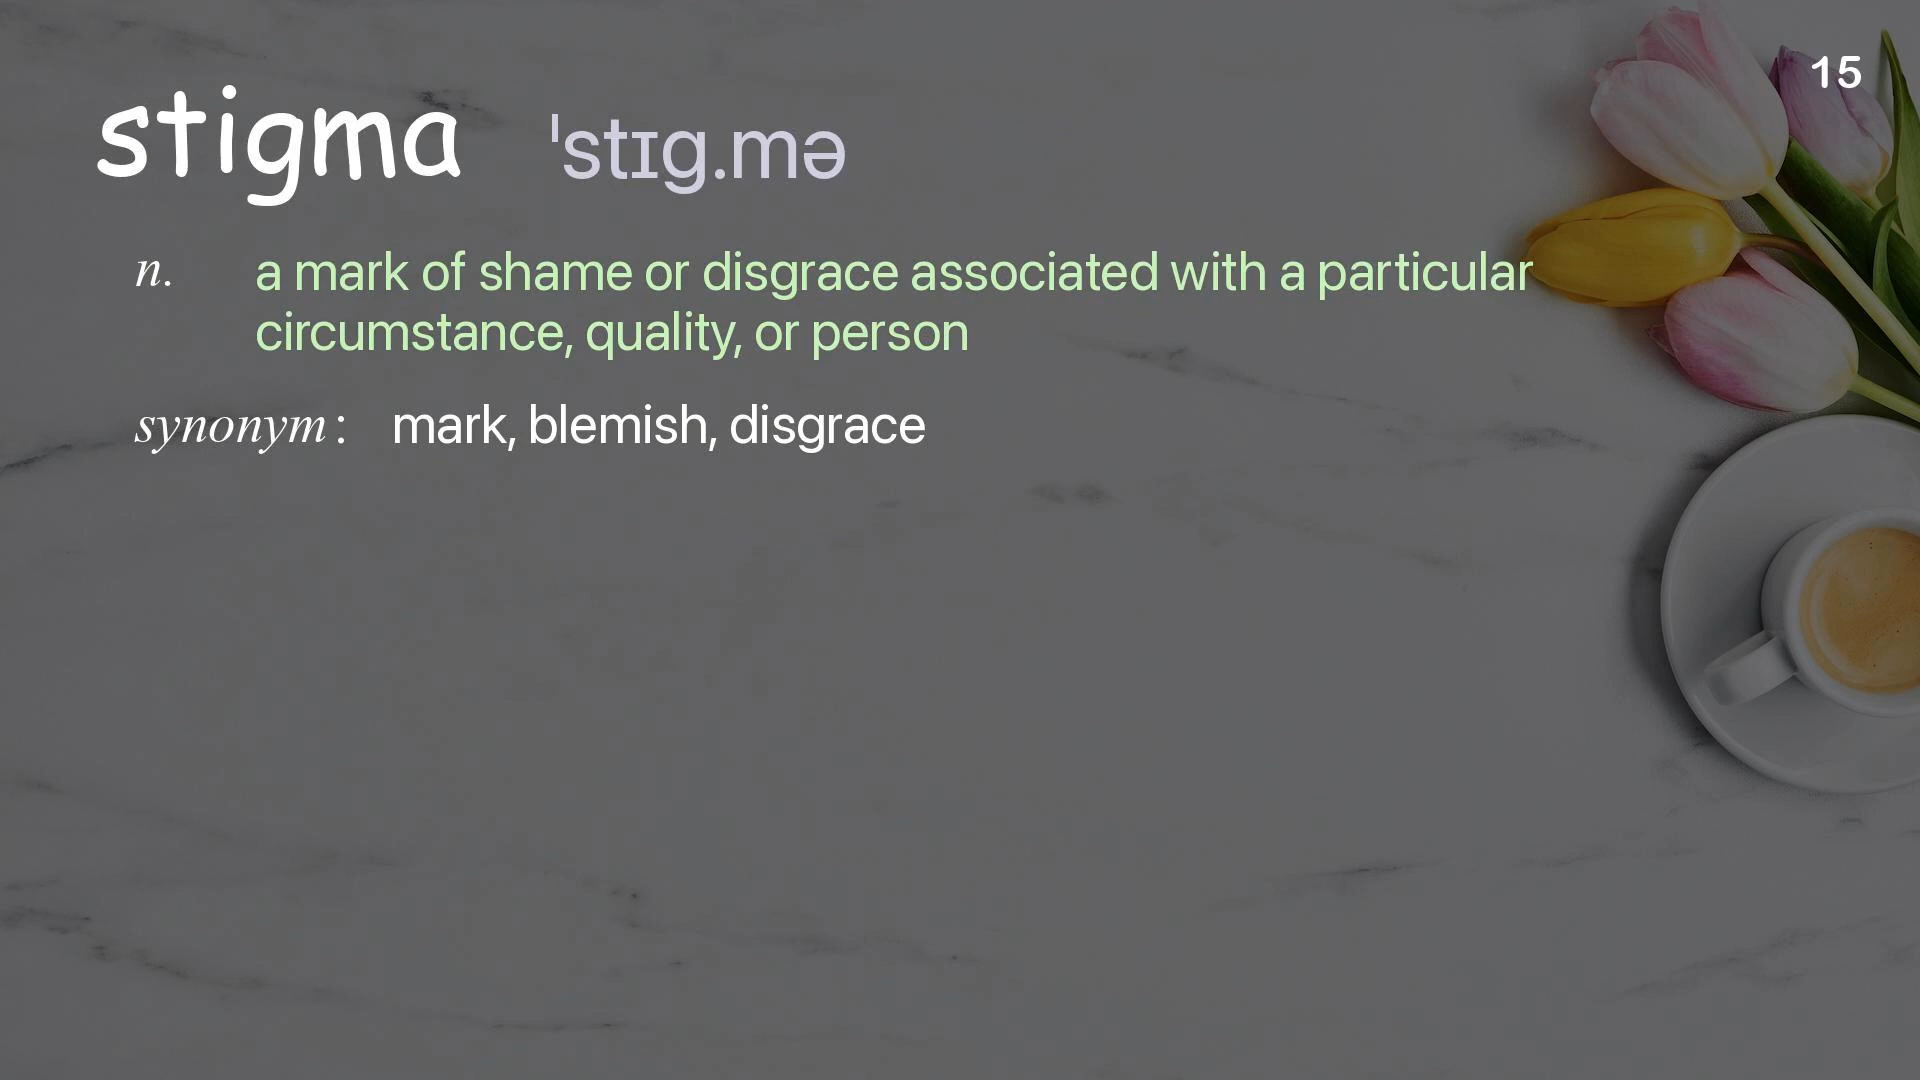 15
stigma ˈstɪg.mə
n. a mark of shame or disgrace associated with a particular
circumstance, quality, or person
synonym : mark, blemish, disgrace